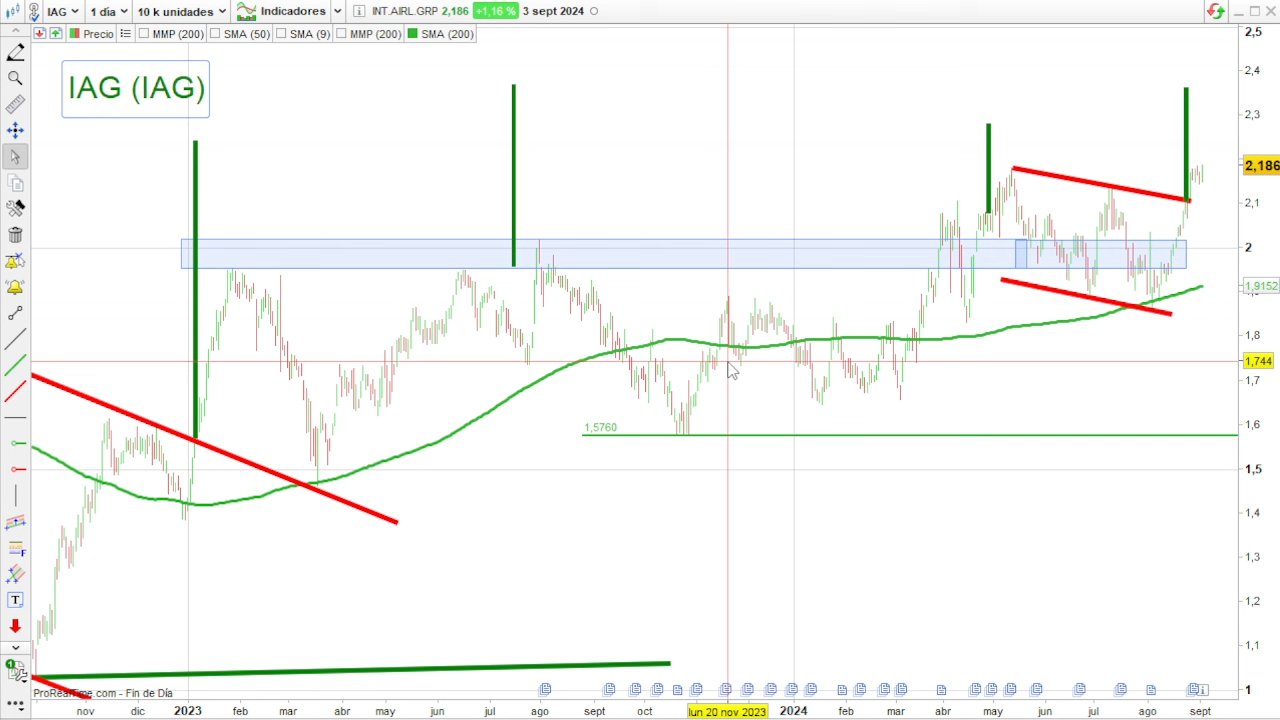 IAG 1 día 10 k unidades Indicadores INT.AIRL.GRP 2,186 +1,16 % 3 sept 2024
Precio MMP (200) SMA (50) SMA (9) MMP (200) SMA (200)
IAG (IAG)
2,5
2,4
2,3
2,186
2,1
2
1,9152
1,8
1,744
1,7
1,5760
1,6
1,5
1,4
1,3
1,2
1,1
1
T
F
1
ProRealTime.com - Fin de Día
nov dic 2023 feb mar abr may jun jul ago sept oct lun 20 nov 2023 2024 feb mar abr may jun jul ago sept